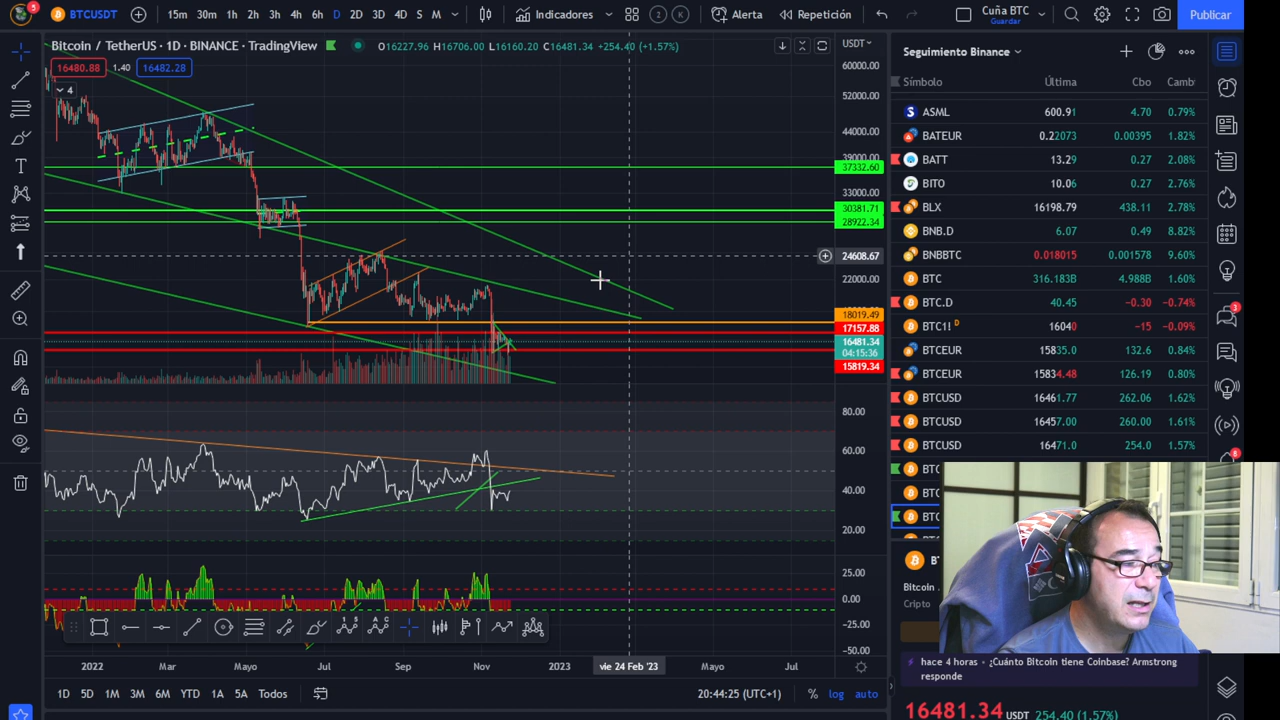 5 BTCUSDT 15m 30m 1h 2h 3h 4h 6h D 2D 3D 4D S M Indicadores 2 K Alerta Repetición Cuña BTC Guardar Publicar
Bitcoin / TetherUS · 1D · BINANCE · TradingView O16227.96 H16706.00 L16160.20 C16481.34 +254.40 (+1.57%) USDT
16480.88 1.40 16482.28
4
60000.00
52000.00
44000.00
39000.00
37332.60
33000.00
30381.71
28922.34
24608.67
22000.00
18019.49
17157.88
16481.34
04:15:36
15819.34
80.00
60.00
40.00
20.00
25.00
0.00
-25.00
-50.00
2022 Mar Mayo Jul Sep Nov 2023 vie 24 Feb '23 Mayo Jul
1D 5D 1M 3M 6M YTD 1A 5A Todos 20:44:25 (UTC+1) % log auto
Seguimiento Binance
Símbolo Última Cbo Camb
ASML 600.91 4.70 0.79%
BATEUR 0.22073 0.00395 1.82%
BATT 13.29 0.27 2.08%
BITO 10.06 0.27 2.76%
BLX 16198.79 438.11 2.78%
BNB.D 6.07 0.49 8.82%
BNBBTC 0.018015 0.001578 9.60%
BTC 316.183B 4.988B 1.60%
BTC.D 40.45 -0.30 -0.74%
BTC1! D 16040 -15 -0.09%
BTCEUR 15835.0 132.6 0.84%
BTCEUR 15834.48 126.19 0.80%
BTCUSD 16461.77 262.06 1.62%
BTCUSD 16457.00 260.00 1.61%
BTCUSD 16471.0 254.0 1.57%
BTC
BTC
BTC
B
Bitcoin
Cripto
hace 4 horas • ¿Cuánto Bitcoin tiene Coinbase? Armstrong
responde
16481.34 USDT 254.40 (1.57%)
3
8